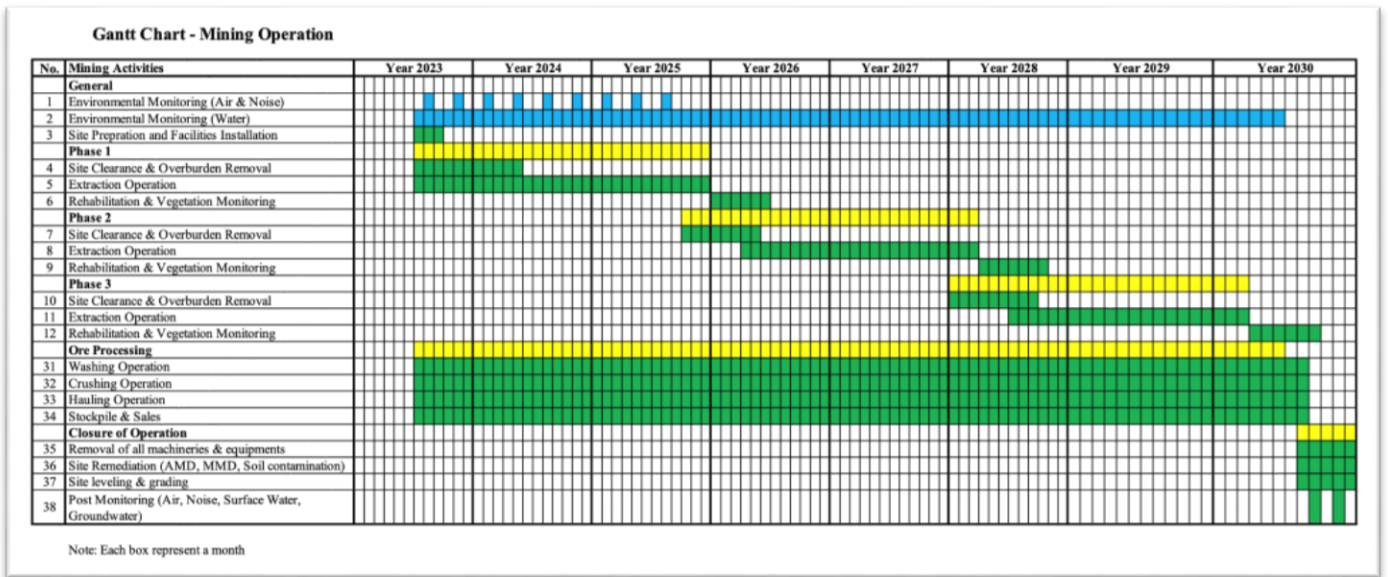 Gantt Chart - Mining Operation
No. Mining Activities Year 2023 Year 2024 Year 2025 Year 2026 Year 2027 Year 2028 Year 2029 Year 2030
General
1 Environmental Monitoring (Air & Noise)
2 Environmental Monitoring (Water)
3 Site Prepration and Facilities Installation
Phase 1
4 Site Clearance & Overburden Removal
5 Extraction Operation
6 Rehabilitation & Vegetation Monitoring
Phase 2
7 Site Clearance & Overburden Removal
8 Extraction Operation
9 Rehabilitation & Vegetation Monitoring
Phase 3
10 Site Clearance & Overburden Removal
11 Extraction Operation
12 Rehabilitation & Vegetation Monitoring
Ore Processing
31 Washing Operation
32 Crushing Operation
33 Hauling Operation
34 Stockpile & Sales
Closure of Operation
35 Removal of all machineries & equipments
36 Site Remediation (AMD, MMD, Soil contamination)
37 Site leveling & grading
38 Post Monitoring (Air, Noise, Surface Water,
Groundwater)
Note: Each box represent a month